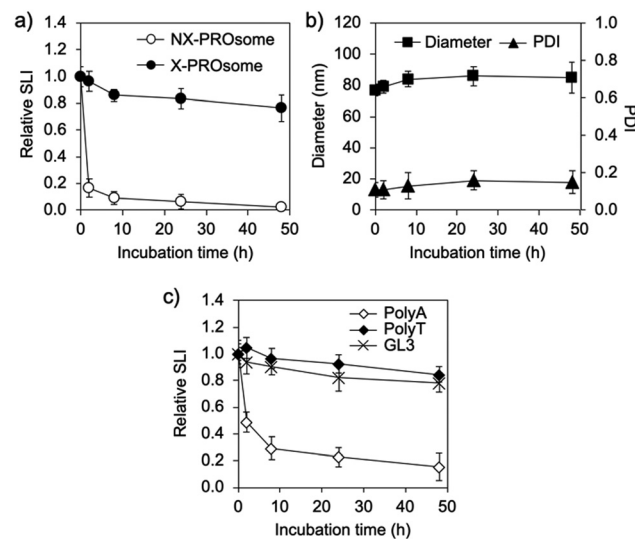 a)
NX-PROsome
X-PROsome
Relative SLI
1.4
1.2
1.0
0.8
0.6
0.4
0.2
0.0
0 10 20 30 40 50
Incubation time (h)
b)
Diameter PDI
Diameter (nm)
120
100
80
60
40
20
0
PDI
1.0
0.8
0.6
0.4
0.2
0.0
0 10 20 30 40 50
Incubation time (h)
c)
PolyA
PolyT
GL3
Relative SLI
1.4
1.2
1.0
0.8
0.6
0.4
0.2
0.0
0 10 20 30 40 50
Incubation time (h)